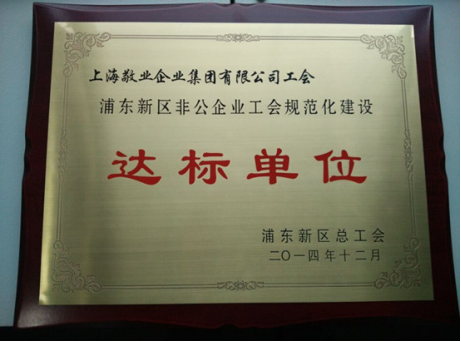 上海敬业企业集团有限公司工会
浦东新区非公企业工会规范化建设
达标单位
浦东新区总工会
二〇一四年十二月